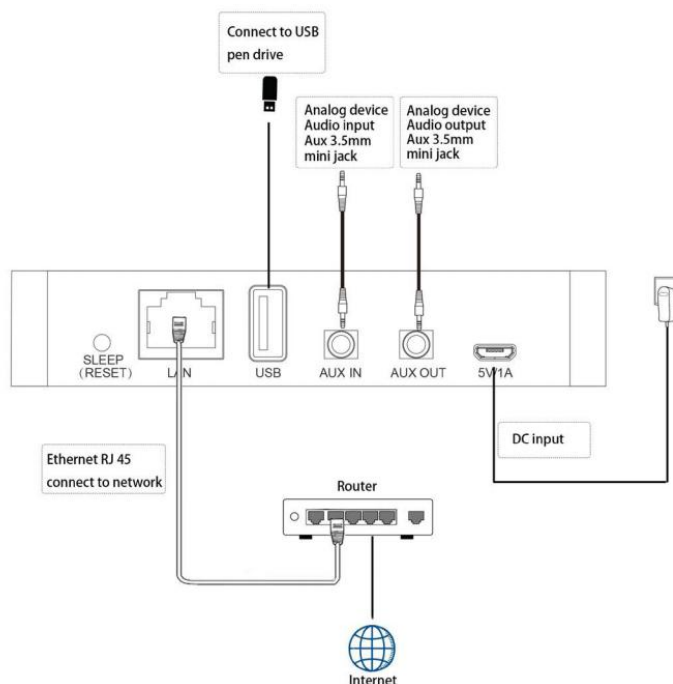 Connect to USB
pen drive
Analog device
Audio input
Aux 3.5mm
mini jack
Analog device
Audio output
Aux 3.5mm
mini jack
SLEEP
(RESET)
LAN
USB
AUX IN
AUX OUT
5V/1A
Ethernet RJ 45
connect to network
DC input
Router
Internet